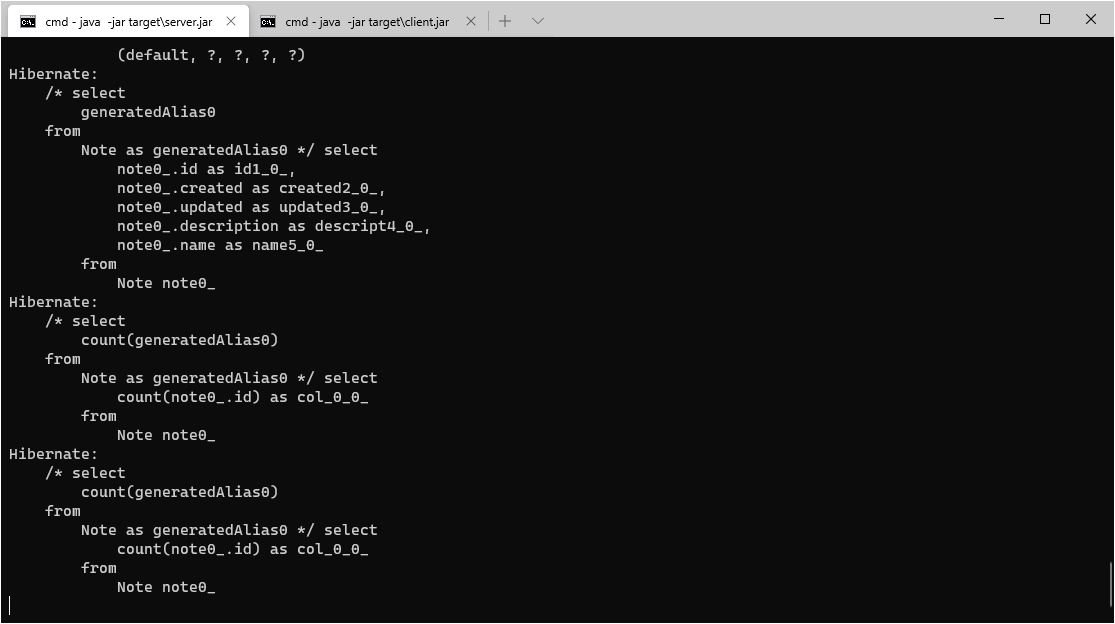 cmd - java  -jar target\server.jar
cmd - java  -jar target\client.jar
            (default, ?, ?, ?, ?)
Hibernate:
    /* select
        generatedAlias0
    from
        Note as generatedAlias0 */ select
            note0_.id as id1_0_,
            note0_.created as created2_0_,
            note0_.updated as updated3_0_,
            note0_.description as descript4_0_,
            note0_.name as name5_0_
        from
            Note note0_
Hibernate:
    /* select
        count(generatedAlias0)
    from
        Note as generatedAlias0 */ select
            count(note0_.id) as col_0_0_
        from
            Note note0_
Hibernate:
    /* select
        count(generatedAlias0)
    from
        Note as generatedAlias0 */ select
            count(note0_.id) as col_0_0_
        from
            Note note0_